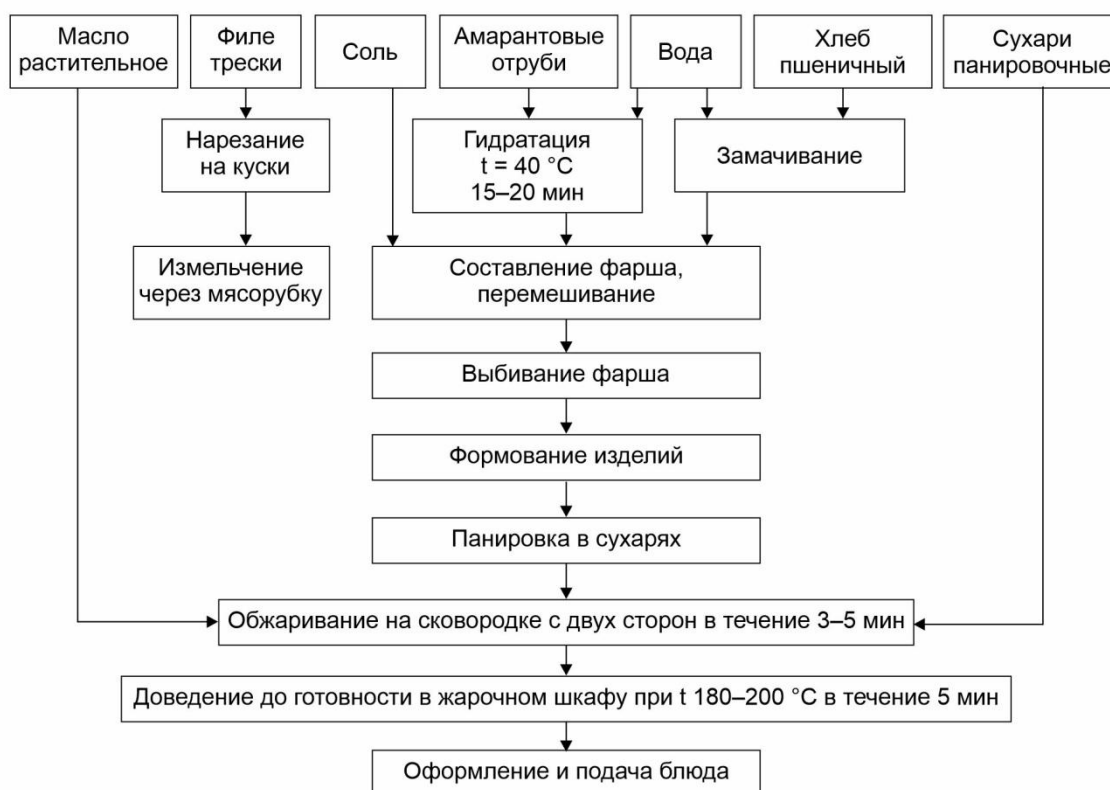 Масло
растительное
Филе
трески
Соль
Амарантовые
отруби
Вода
Хлеб
пшеничный
Сухари
панировочные
Нарезание
на куски
Гидратация
t = 40 °C
15–20 мин
Замачивание
Измельчение
через мясорубку
Составление фарша,
перемешивание
Выбивание фарша
Формование изделий
Панировка в сухарях
Обжаривание на сковородке с двух сторон в течение 3–5 мин
Доведение до готовности в жарочном шкафу при t 180–200 °C в течение 5 мин
Оформление и подача блюда